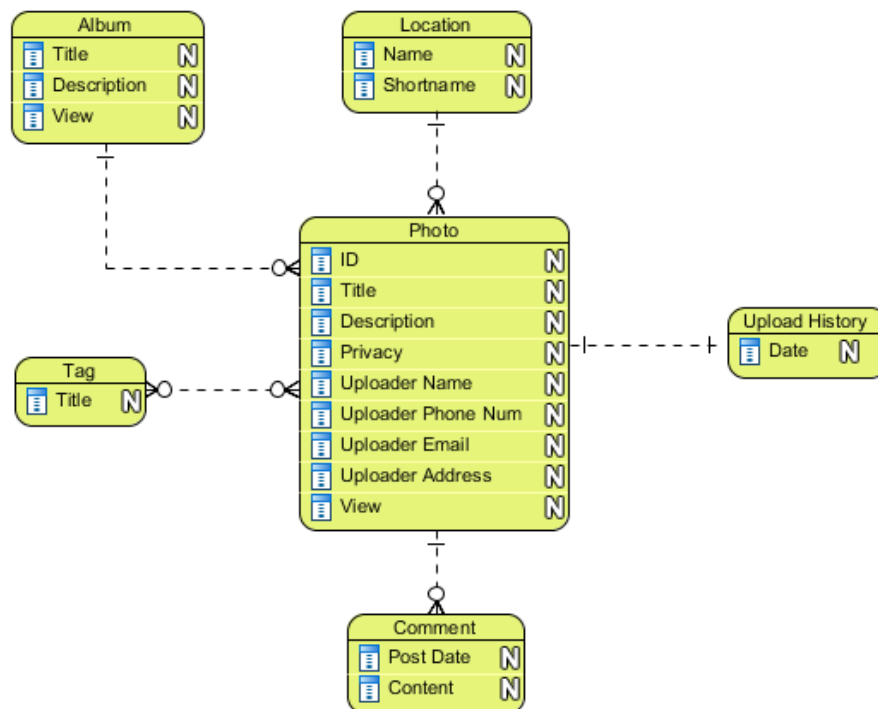 Album
Title N
Description N
View N
Location
Name N
Shortname N
Photo
ID N
Title N
Description N
Privacy N
Uploader Name N
Uploader Phone Num N
Uploader Email N
Uploader Address N
View N
Upload History
Date N
Tag
Title N
Comment
Post Date N
Content N